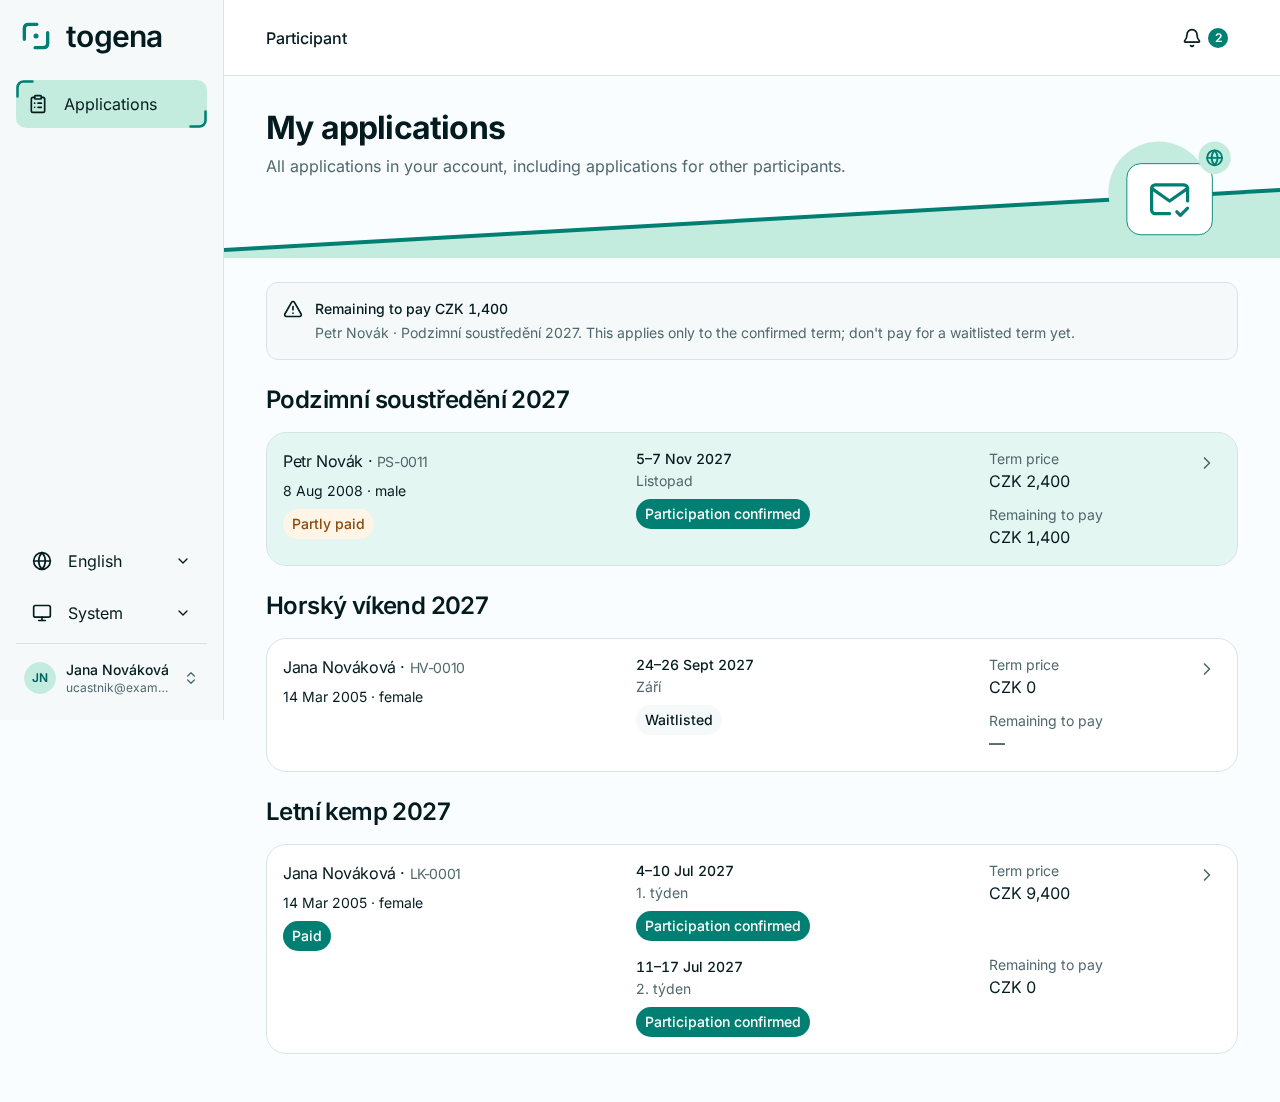 togena
Participant
2
Applications
My applications
All applications in your account, including applications for other participants.
Remaining to pay CZK 1,400
Petr Novák · Podzimní soustředění 2027. This applies only to the confirmed term; don't pay for a waitlisted term yet.
Podzimní soustředění 2027
Petr Novák · PS-0011
8 Aug 2008 · male
Partly paid
5–7 Nov 2027
Listopad
Participation confirmed
Term price
CZK 2,400
Remaining to pay
CZK 1,400
English
System
JN
Jana Nováková
ucastnik@exam...
Horský víkend 2027
Jana Nováková · HV-0010
14 Mar 2005 · female
24–26 Sept 2027
Září
Waitlisted
Term price
CZK 0
Remaining to pay
—
Letní kemp 2027
Jana Nováková · LK-0001
14 Mar 2005 · female
Paid
4–10 Jul 2027
1. týden
Participation confirmed
11–17 Jul 2027
2. týden
Participation confirmed
Term price
CZK 9,400
Remaining to pay
CZK 0